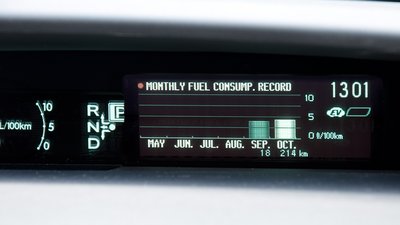 MONTHLY FUEL CONSUMP. RECORD
1301
10
5
0 ℓ/100km
EV
MAY JUN. JUL. AUG. SEP. OCT.
18 214 km
10
5
0
L/100km
R
N
D
P